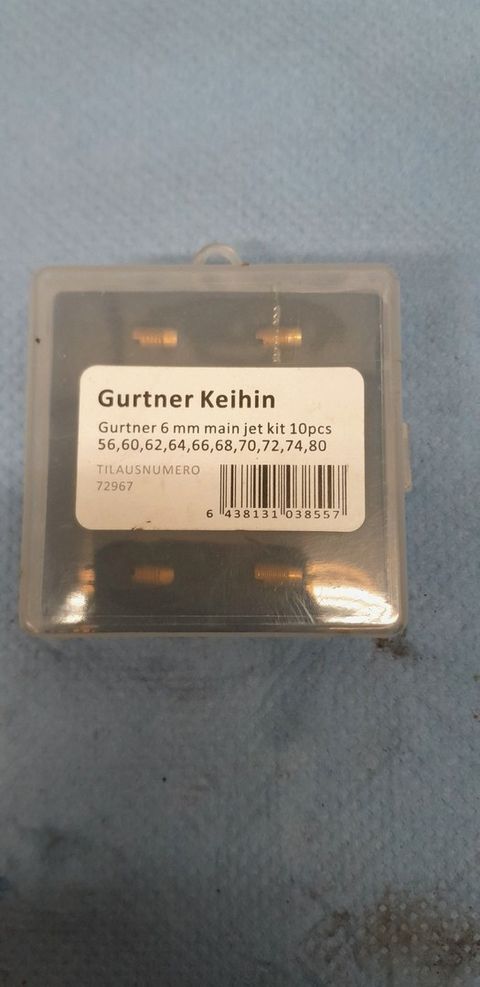 Gurtner Keihin
Gurtner 6 mm main jet kit 10pcs
56,60,62,64,66,68,70,72,74,80
TILAUSNUMERO
72967
6 438131 038557